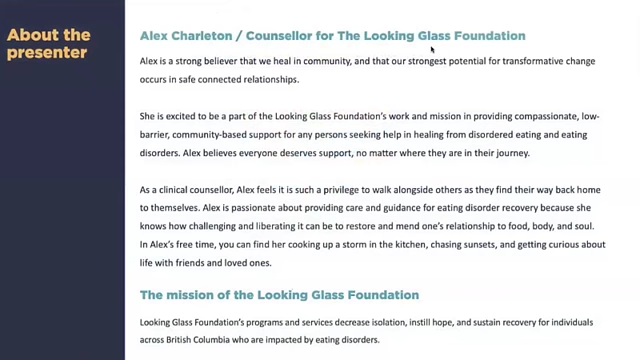 About the
presenter
Alex Charleton / Counsellor for The Looking Glass Foundation
Alex is a strong believer that we heal in community, and that our strongest potential for transformative change
occurs in safe connected relationships.
She is excited to be a part of the Looking Glass Foundation's work and mission in providing compassionate, low-
barrier, community-based support for any persons seeking help in healing from disordered eating and eating
disorders. Alex believes everyone deserves support, no matter where they are in their journey.
As a clinical counsellor, Alex feels it is such a privilege to walk alongside others as they find their way back home
to themselves. Alex is passionate about providing care and guidance for eating disorder recovery because she
knows how challenging and liberating it can be to restore and mend one's relationship to food, body, and soul.
In Alex's free time, you can find her cooking up a storm in the kitchen, chasing sunsets, and getting curious about
life with friends and loved ones.
The mission of the Looking Glass Foundation
Looking Glass Foundation's programs and services decrease isolation, instill hope, and sustain recovery for individuals
across British Columbia who are impacted by eating disorders.